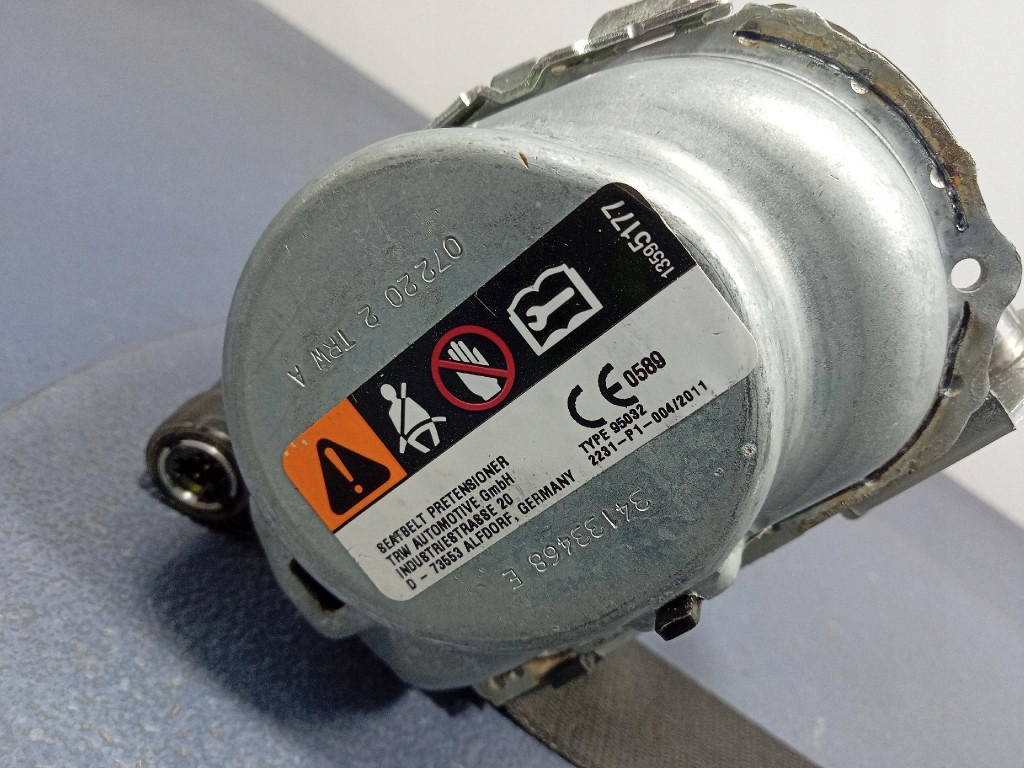 07220 2 TRW A
13595177
CE 0589
SEATBELT PRETENSIONER
TRW AUTOMOTIVE GmbH
INDUSTRIESTRASSE 20
D - 73553 ALFDORF, GERMANY
TYPE 95032
2231-P1-004/2011
34133468 E